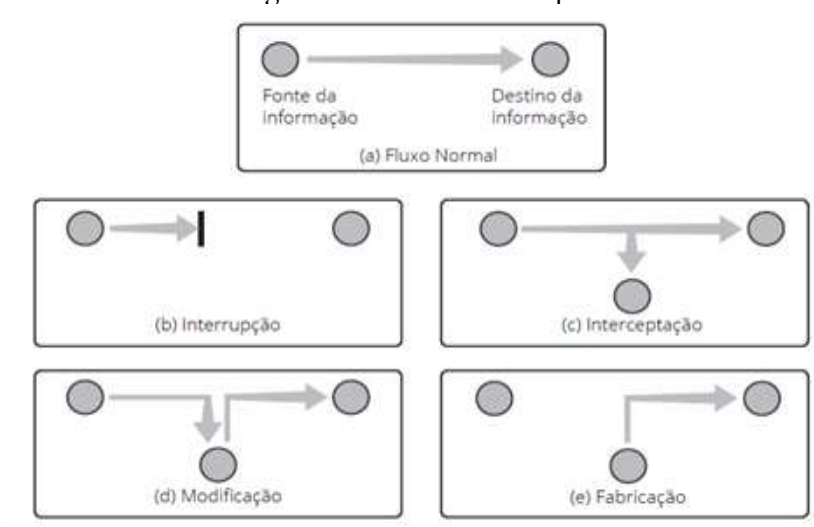 Fonte da
informação
Destino da
informação
(a) Fluxo Normal
(b) Interrupção
(c) Interceptação
(d) Modificação
(e) Fabricação